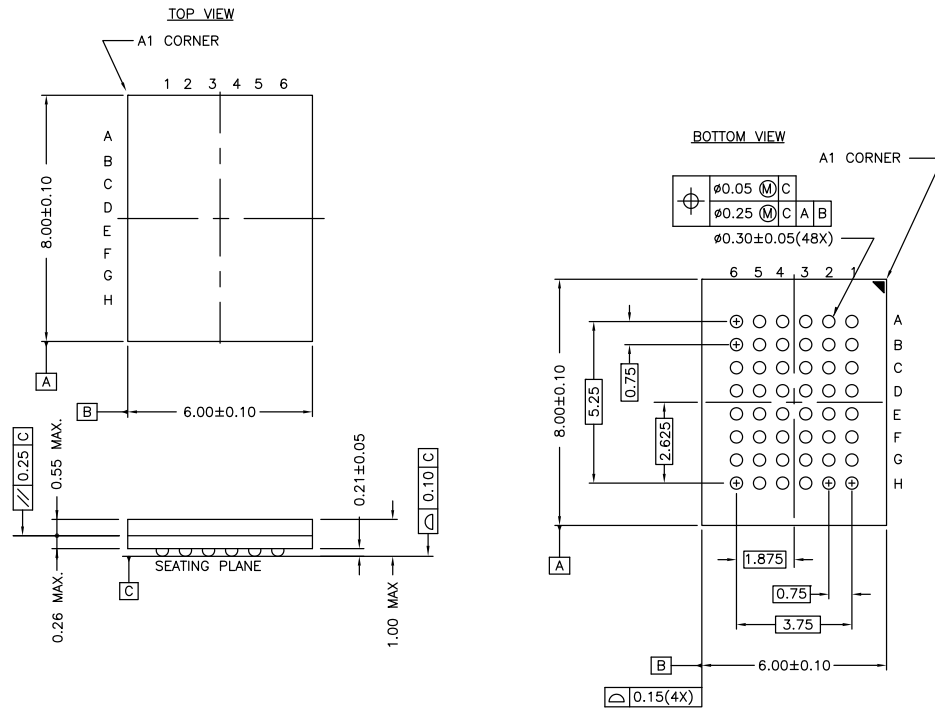 TOP VIEW
A1 CORNER
1 2 3 4 5 6
A
B
C
D
E
F
G
H
8.00±0.10
A
B
6.00±0.10
// 0.25 C
0.55 MAX.
0.26 MAX.
0.21±0.05
0.10 C
SEATING PLANE
C
1.00 MAX
BOTTOM VIEW
A1 CORNER
ø0.05 Ⓜ C
ø0.25 Ⓜ C A B
ø0.30±0.05(48X)
6 5 4 3 2 1
A
B
C
D
E
F
G
H
8.00±0.10
5.25
0.75
2.625
A
1.875
0.75
3.75
B
6.00±0.10
0.15(4X)